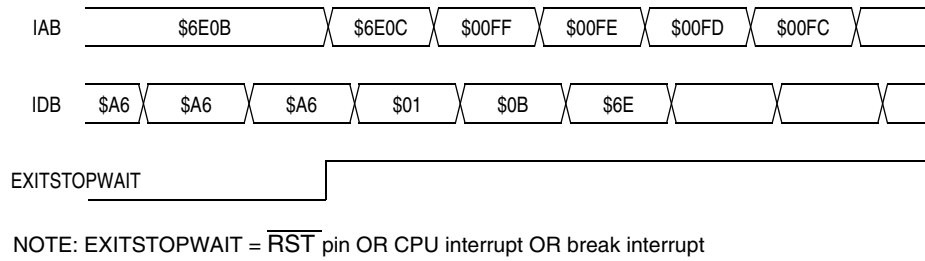 IAB $6E0B $6E0C $00FF $00FE $00FD $00FC
IDB $A6 $A6 $A6 $01 $0B $6E
EXITSTOPWAIT
NOTE: EXITSTOPWAIT = RST pin OR CPU interrupt OR break interrupt